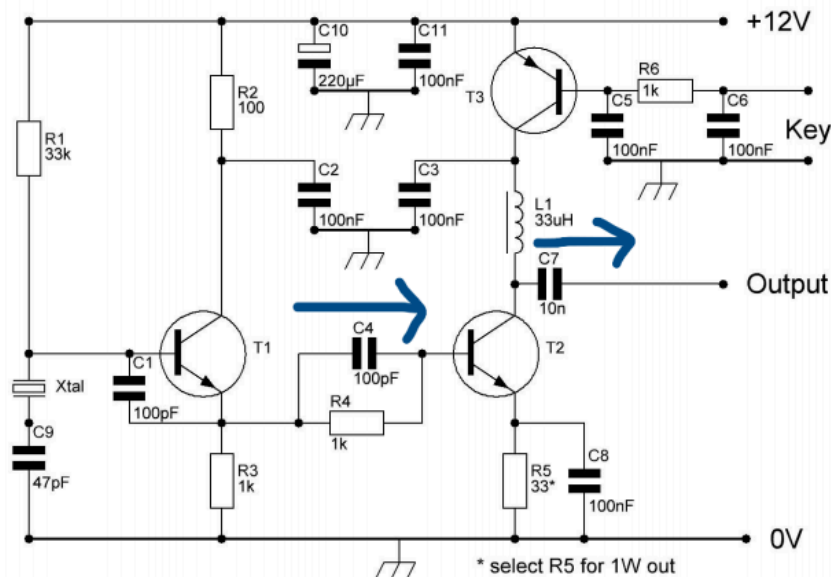 C10
C11
+12V
220µF
100nF
R2
100
T3
R6
1k
C5
C6
Key
100nF
100nF
R1
33k
C2
C3
100nF
100nF
L1
33uH
C7
10n
Output
C1
100pF
T1
C4
100pF
T2
Xtal
R4
1k
C9
47pF
R3
1k
R5
33*
C8
100nF
0V
* select R5 for 1W out